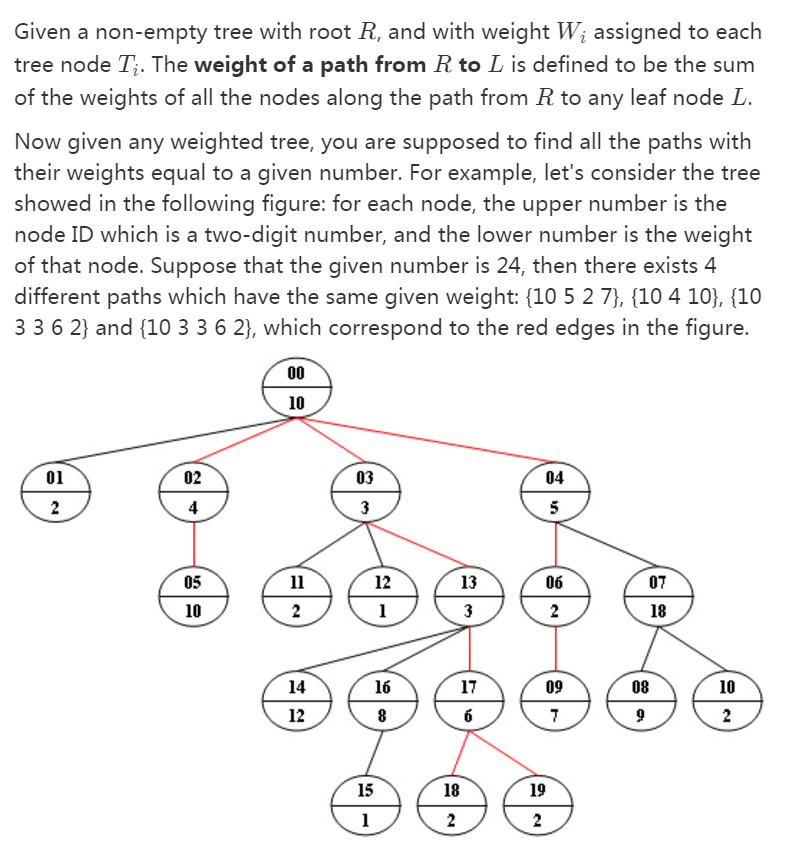 Given a non-empty tree with root R, and with weight Wᵢ assigned to each
tree node Tᵢ. The weight of a path from R to L is defined to be the sum
of the weights of all the nodes along the path from R to any leaf node L.
Now given any weighted tree, you are supposed to find all the paths with
their weights equal to a given number. For example, let's consider the tree
showed in the following figure: for each node, the upper number is the
node ID which is a two-digit number, and the lower number is the weight
of that node. Suppose that the given number is 24, then there exists 4
different paths which have the same given weight: {10 5 2 7}, {10 4 10}, {10
3 3 6 2} and {10 3 3 6 2}, which correspond to the red edges in the figure.
00
10
01 02 03 04
2 4 3 5
05 11 12 13 06 07
10 2 1 3 2 18
14 16 17 09 08 10
12 8 6 7 9 2
15 18 19
1 2 2